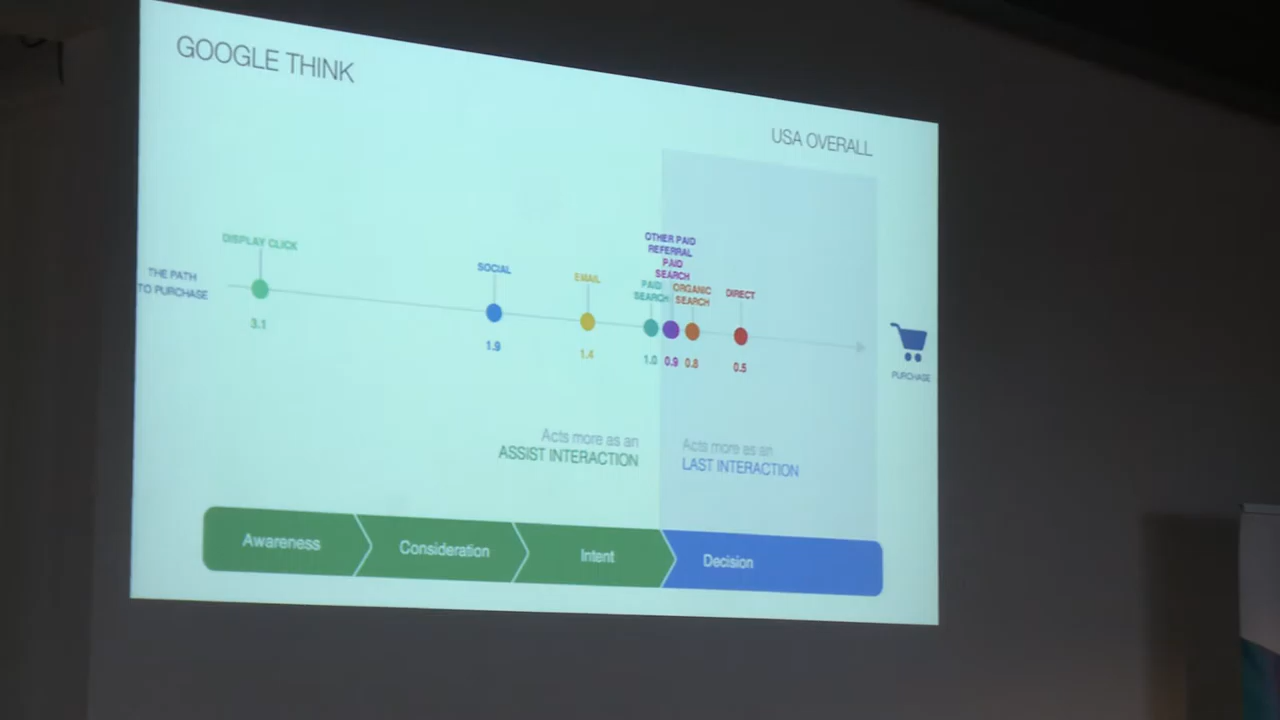 GOOGLE THINK
USA OVERALL
DISPLAY CLICK
SOCIAL
EMAIL
OTHER PAID
REFERRAL
PAID
SEARCH
PAID
SEARCH
ORGANIC
SEARCH
DIRECT
THE PATH
TO PURCHASE
3.1
1.9
1.4
1.0
0.9
0.8
0.5
PURCHASE
Acts more as an
ASSIST INTERACTION
Acts more as an
LAST INTERACTION
Awareness
Consideration
Intent
Decision